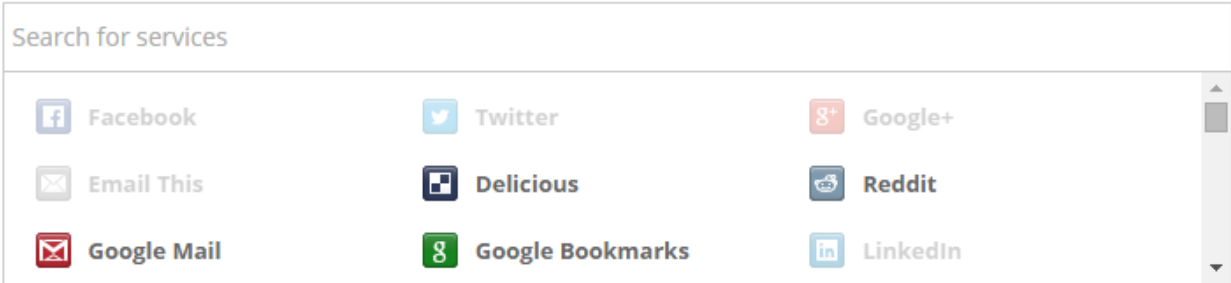 Search for services
Facebook Twitter Google+
Email This Delicious Reddit
Google Mail Google Bookmarks LinkedIn